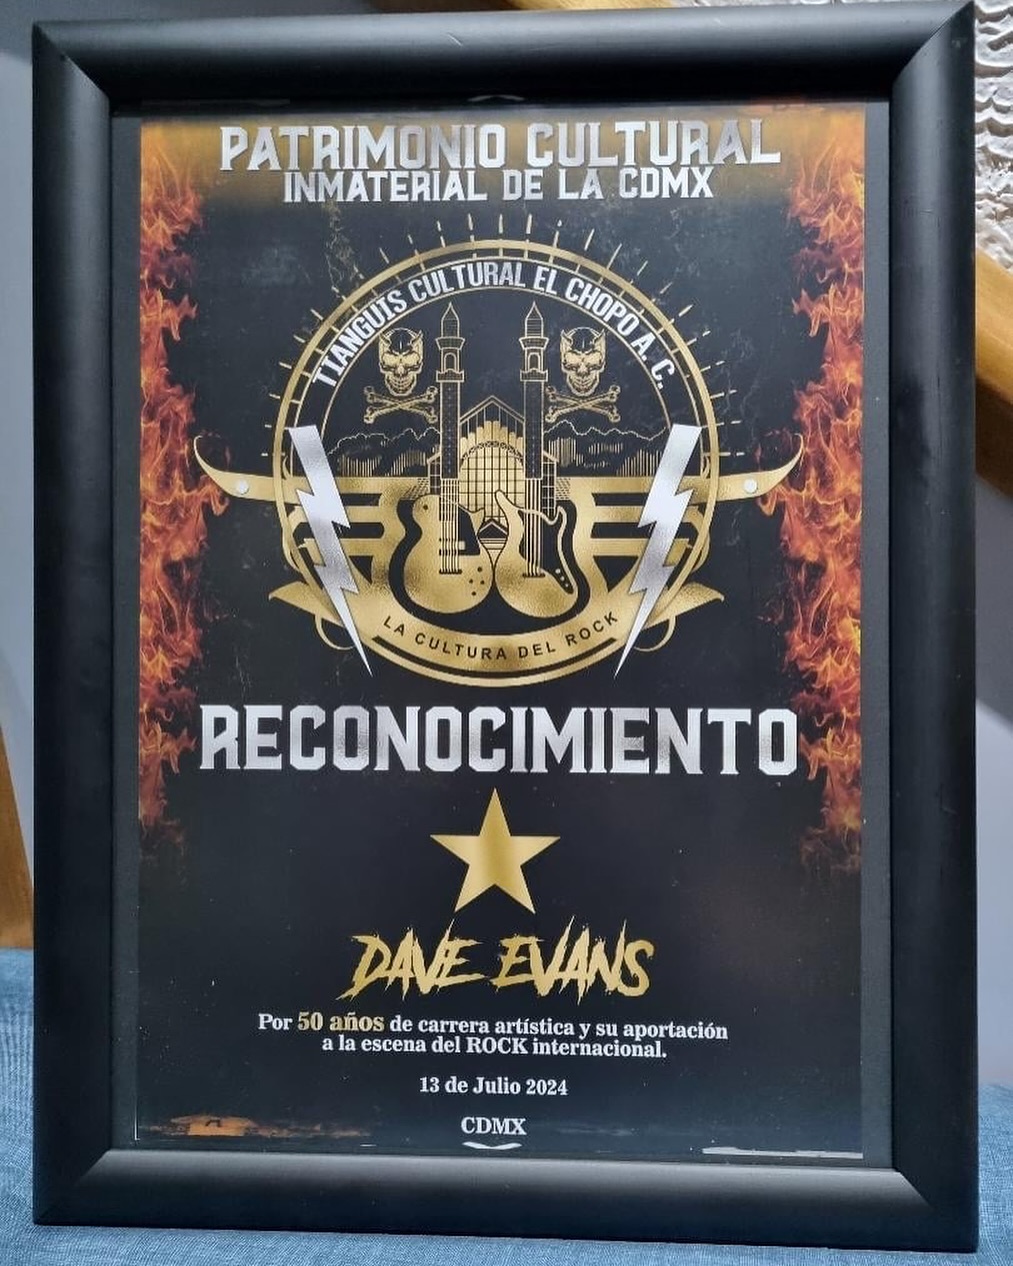 PATRIMONIO CULTURAL
INMATERIAL DE LA CDMX
TIANGUIS CULTURAL EL CHOPO A. C.
LA CULTURA DEL ROCK
RECONOCIMIENTO
DAVE EVANS
Por 50 años de carrera artística y su aportación
a la escena del ROCK internacional.
13 de Julio 2024
CDMX